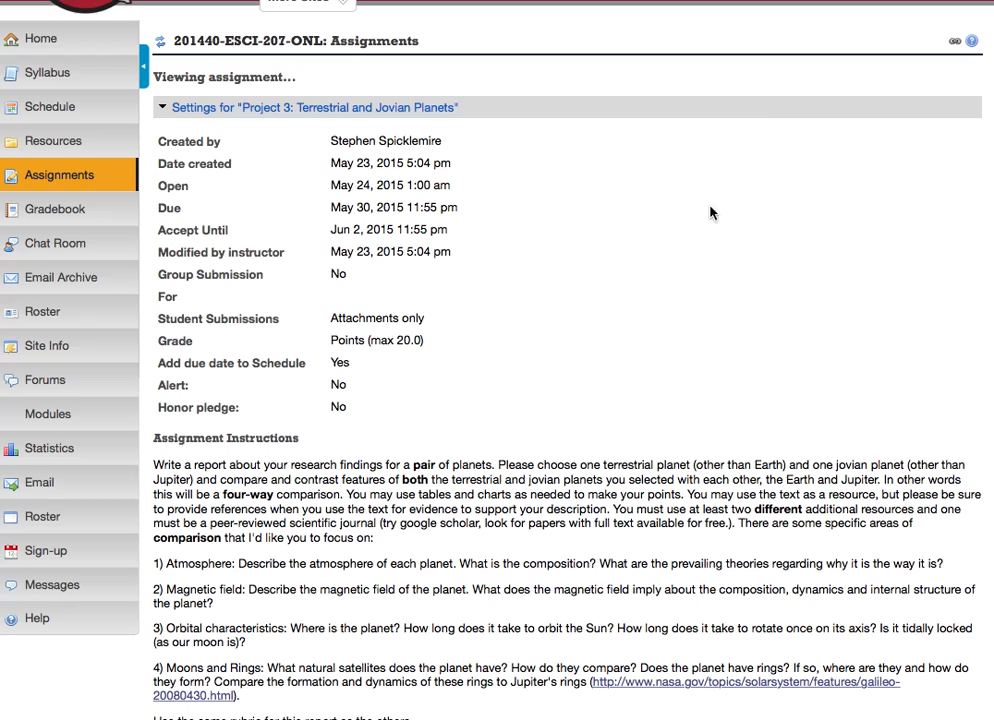 More Sites
Home
Syllabus
Schedule
Resources
Assignments
Gradebook
Chat Room
Email Archive
Roster
Site Info
Forums
Modules
Statistics
Email
Roster
Sign-up
Messages
Help
201440-ESCI-207-ONL: Assignments
Viewing assignment...
Settings for "Project 3: Terrestrial and Jovian Planets"
Created by Stephen Spicklemire
Date created May 23, 2015 5:04 pm
Open May 24, 2015 1:00 am
Due May 30, 2015 11:55 pm
Accept Until Jun 2, 2015 11:55 pm
Modified by instructor May 23, 2015 5:04 pm
Group Submission No
For
Student Submissions Attachments only
Grade Points (max 20.0)
Add due date to Schedule Yes
Alert: No
Honor pledge: No
Assignment Instructions
Write a report about your research findings for a pair of planets. Please choose one terrestrial planet (other than Earth) and one jovian planet (other than
Jupiter) and compare and contrast features of both the terrestrial and jovian planets you selected with each other, the Earth and Jupiter. In other words
this will be a four-way comparison. You may use tables and charts as needed to make your points. You may use the text as a resource, but please be sure
to provide references when you use the text for evidence to support your description. You must use at least two different additional resources and one
must be a peer-reviewed scientific journal (try google scholar, look for papers with full text available for free.). There are some specific areas of
comparison that I'd like you to focus on:
1) Atmosphere: Describe the atmosphere of each planet. What is the composition? What are the prevailing theories regarding why it is the way it is?
2) Magnetic field: Describe the magnetic field of the planet. What does the magnetic field imply about the composition, dynamics and internal structure of
the planet?
3) Orbital characteristics: Where is the planet? How long does it take to orbit the Sun? How long does it take to rotate once on its axis? Is it tidally locked
(as our moon is)?
4) Moons and Rings: What natural satellites does the planet have? How do they compare? Does the planet have rings? If so, where are they and how do
they form? Compare the formation and dynamics of these rings to Jupiter's rings (http://www.nasa.gov/topics/solarsystem/features/galileo-
20080430.html).
Use the same rubric for this report as the others.